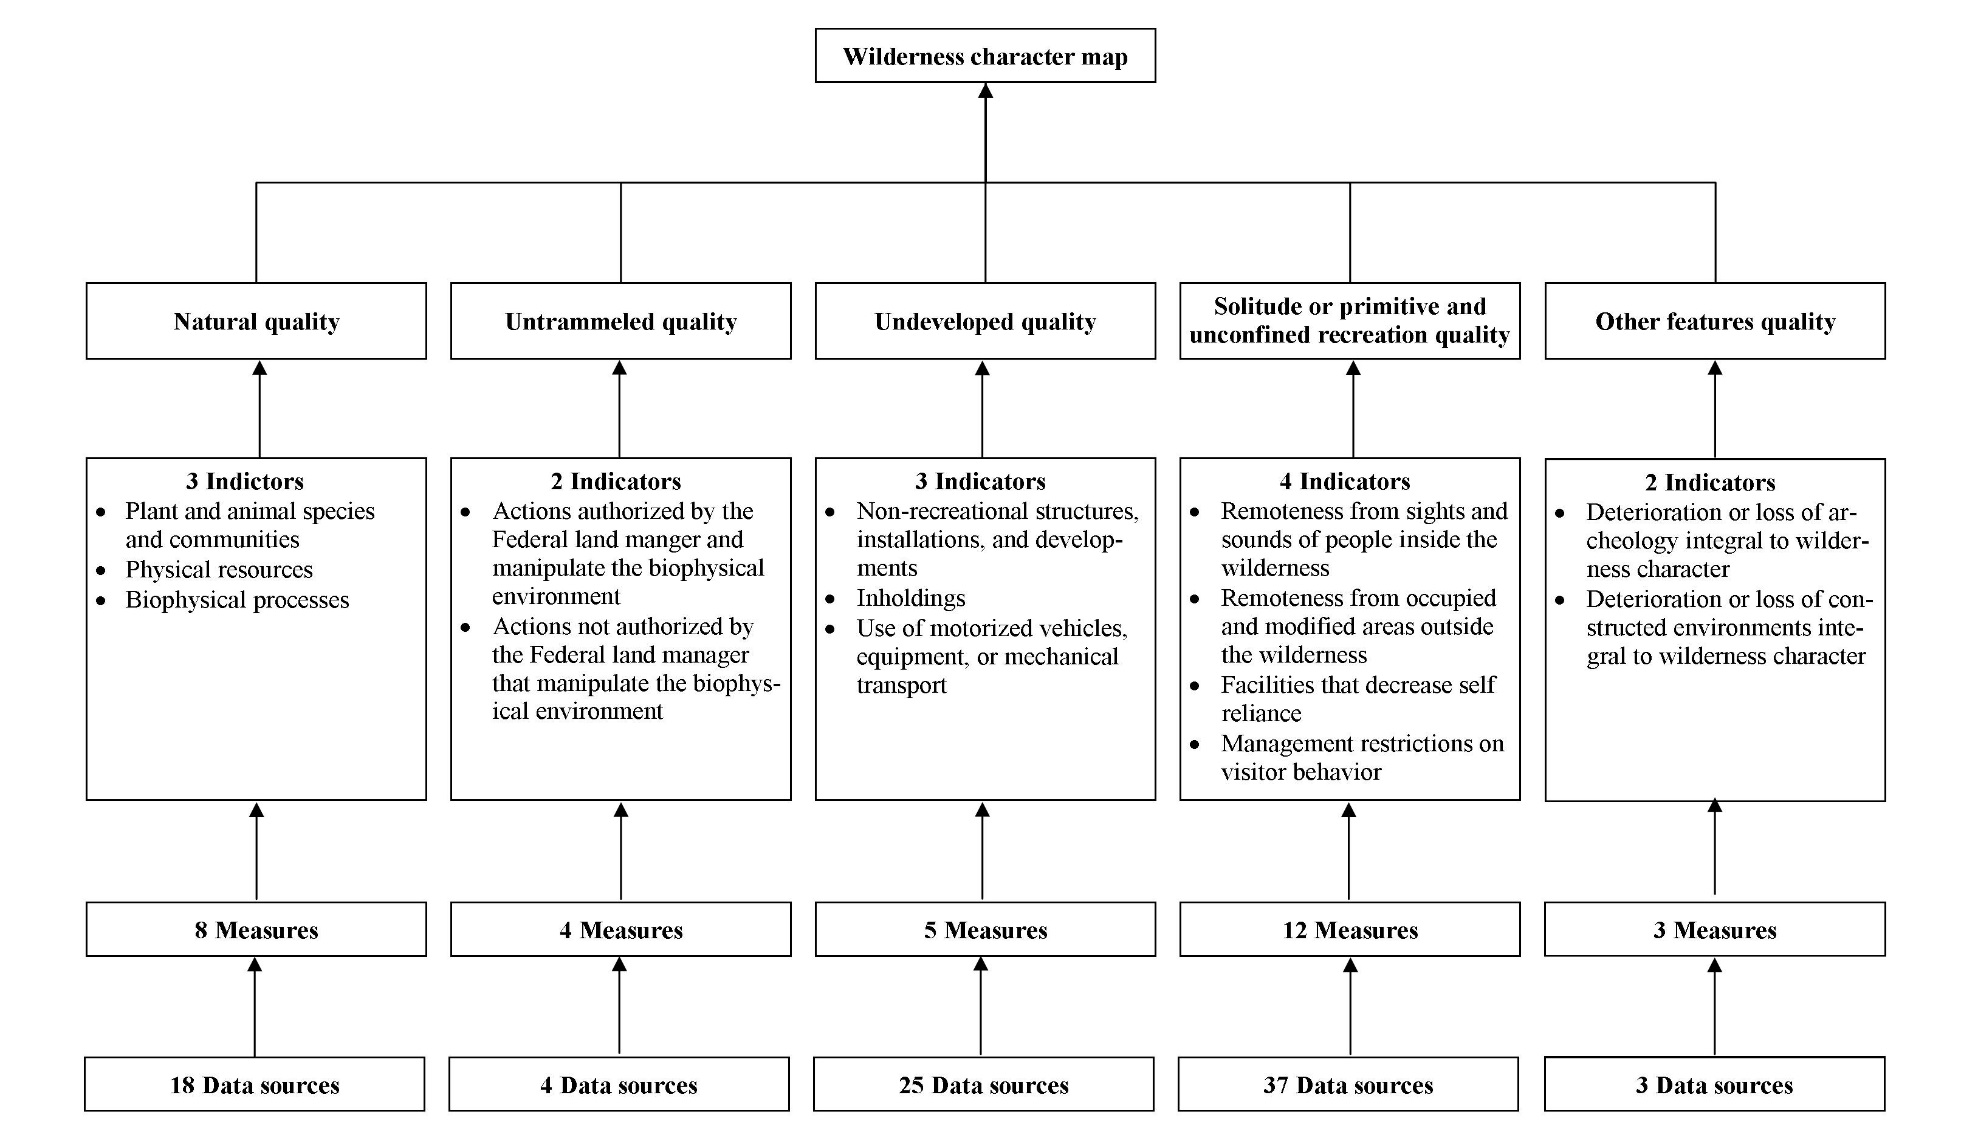 Wilderness character map
Natural quality
Untrammeled quality
Undeveloped quality
Solitude or primitive and
unconfined recreation quality
Other features quality
3 Indictors
• Plant and animal species
and communities
• Physical resources
• Biophysical processes
2 Indicators
• Actions authorized by the
Federal land manger and
manipulate the biophysical
environment
• Actions not authorized by
the Federal land manager
that manipulate the biophys-
ical environment
3 Indicators
• Non-recreational structures,
installations, and develop-
ments
• Inholdings
• Use of motorized vehicles,
equipment, or mechanical
transport
4 Indicators
• Remoteness from sights and
sounds of people inside the
wilderness
• Remoteness from occupied
and modified areas outside
the wilderness
• Facilities that decrease self
reliance
• Management restrictions on
visitor behavior
2 Indicators
• Deterioration or loss of ar-
cheology integral to wilder-
ness character
• Deterioration or loss of con-
structed environments inte-
gral to wilderness character
8 Measures
4 Measures
5 Measures
12 Measures
3 Measures
18 Data sources
4 Data sources
25 Data sources
37 Data sources
3 Data sources